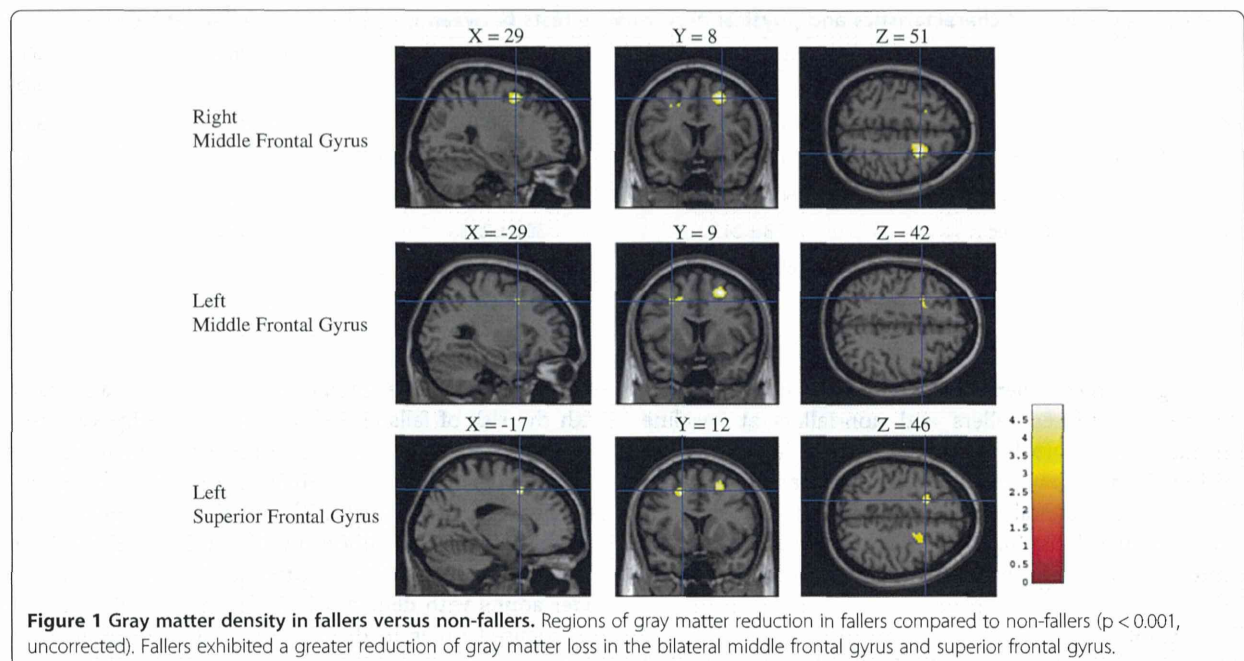 X = 29 Y = 8 Z = 51
Right
Middle Frontal Gyrus
X = -29 Y = 9 Z = 42
Left
Middle Frontal Gyrus
X = -17 Y = 12 Z = 46
Left
Superior Frontal Gyrus
4.5
4
3.5
3
2.5
2
1.5
1
0.5
0
Figure 1 Gray matter density in fallers versus non-fallers. Regions of gray matter reduction in fallers compared to non-fallers (p < 0.001,
uncorrected). Fallers exhibited a greater reduction of gray matter loss in the bilateral middle frontal gyrus and superior frontal gyrus.